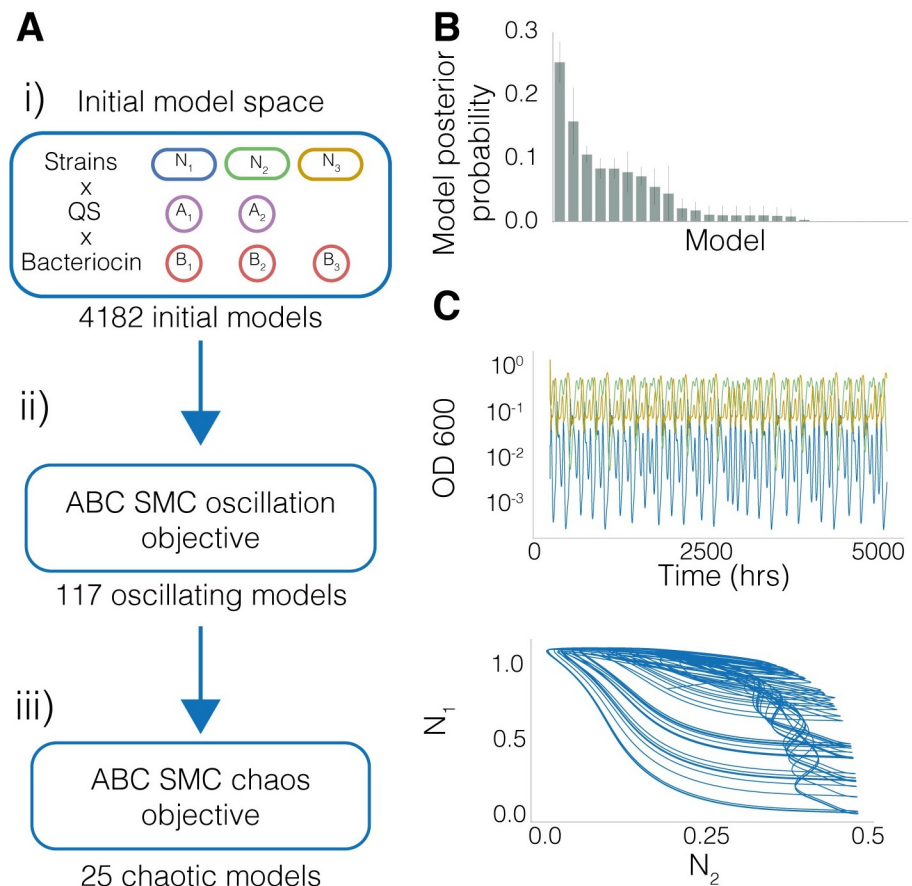 A
i) Initial model space
Strains N1 N2 N3
x
QS A1 A2
x
Bacteriocin B1 B2 B3
4182 initial models
ii)
ABC SMC oscillation
objective
117 oscillating models
iii)
ABC SMC chaos
objective
25 chaotic models
B
Model posterior
probability
0.3
0.2
0.1
0.0
Model
C
OD 600
10^0
10^-1
10^-2
10^-3
0 2500 5000
Time (hrs)
N1
1.0
0.5
0.0
0.0 0.25 0.5
N2